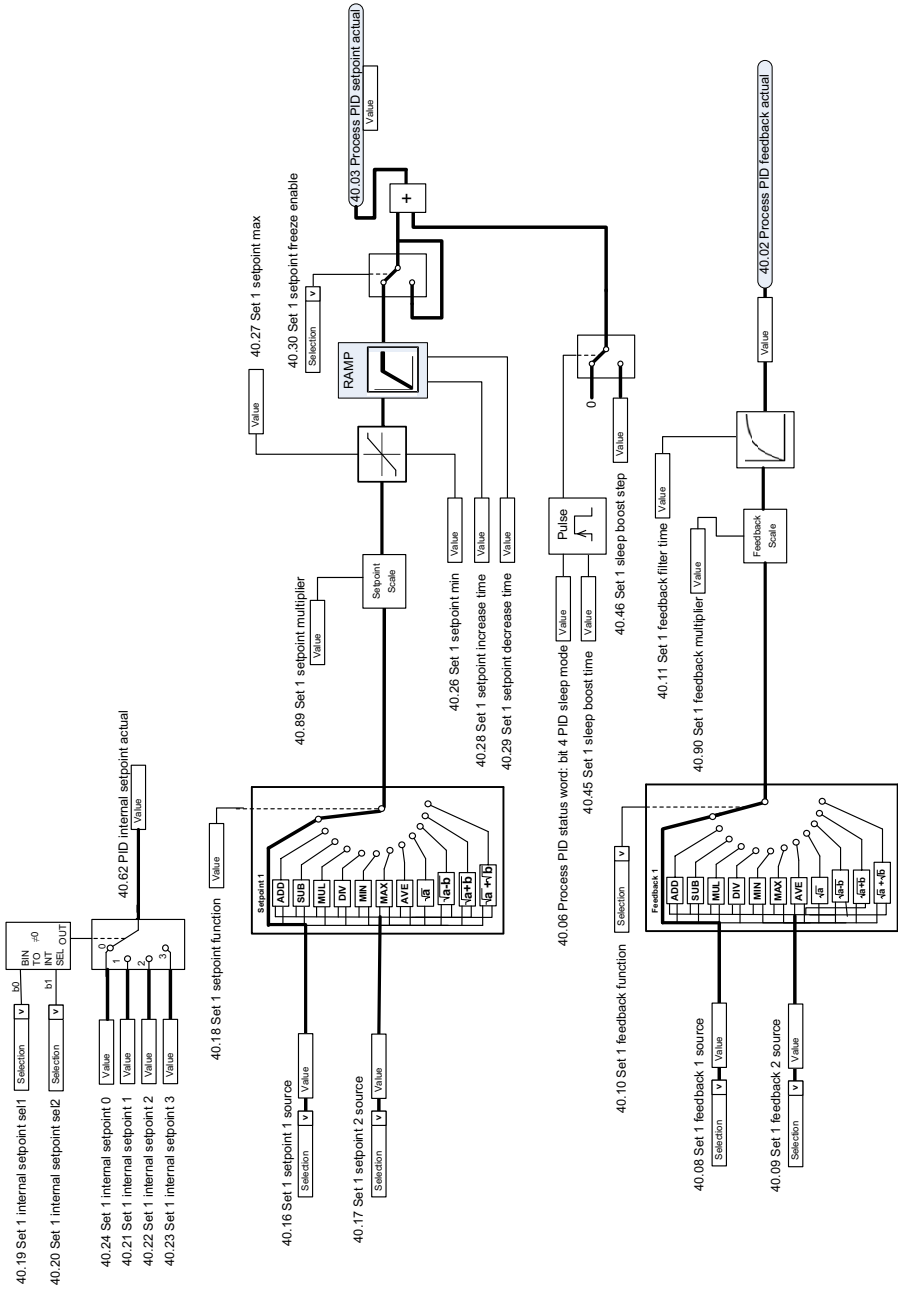 40.19 Set 1 internal setpoint sel1
Selection v
b0
40.20 Set 1 internal setpoint sel2
Selection v
b1
BIN
TO
INT
SEL
≠0
OUT
40.24 Set 1 internal setpoint 0
Value
0
40.21 Set 1 internal setpoint 1
Value
1
40.22 Set 1 internal setpoint 2
Value
2
40.23 Set 1 internal setpoint 3
Value
3
40.62 PID internal setpoint actual
Value
40.18 Set 1 setpoint function
Value
40.16 Set 1 setpoint 1 source
Selection v
Value
40.17 Set 1 setpoint 2 source
Selection v
Value
Setpoint 1
ADD
SUB
MUL
DIV
MIN
MAX
AVE
√a
√a-b
√a+b
√a +√b
40.89 Set 1 setpoint multiplier
Value
Setpoint
Scale
40.27 Set 1 setpoint max
Value
40.26 Set 1 setpoint min
Value
40.28 Set 1 setpoint increase time
Value
40.29 Set 1 setpoint decrease time
Value
RAMP
40.30 Set 1 setpoint freeze enable
Selection v
+
40.03 Process PID setpoint actual
Value
40.06 Process PID status word: bit 4 PID sleep mode
Value
40.45 Set 1 sleep boost time
Value
Pulse
0
40.46 Set 1 sleep boost step
Value
40.10 Set 1 feedback function
Selection v
40.08 Set 1 feedback 1 source
Selection v
Value
40.09 Set 1 feedback 2 source
Selection v
Value
Feedback 1
ADD
SUB
MUL
DIV
MIN
MAX
AVE
√a
√a-b
√a+b
√a +√b
40.90 Set 1 feedback multiplier
Value
Feedback
Scale
40.11 Set 1 feedback filter time
Value
Value
40.02 Process PID feedback actual